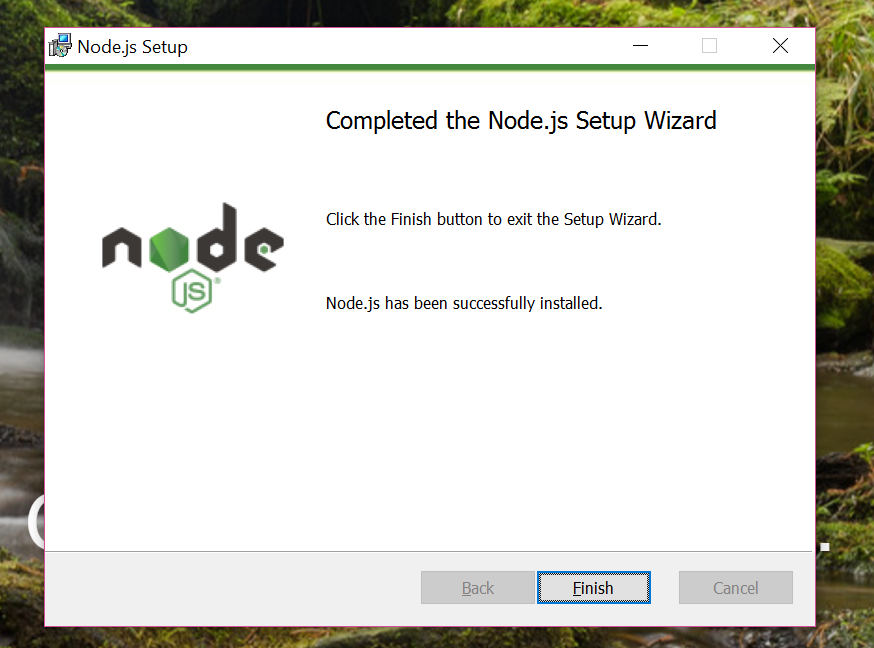 Node.js Setup
Completed the Node.js Setup Wizard
Click the Finish button to exit the Setup Wizard.
node
JS®
Node.js has been successfully installed.
Back Finish Cancel